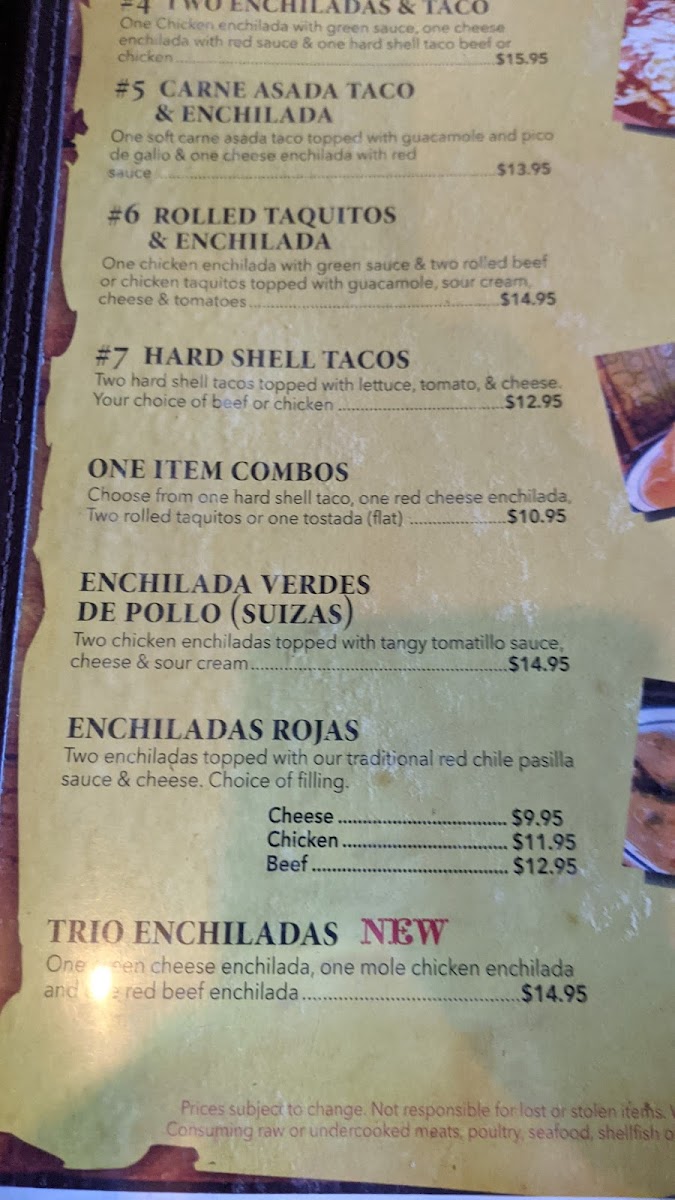 #4 TWO ENCHILADAS & TACO
One Chicken enchilada with green sauce, one cheese
enchilada with red sauce & one hard shell taco beef or
chicken $15.95
#5 CARNE ASADA TACO
& ENCHILADA
One soft carne asada taco topped with guacamole and pico
de gallo & one cheese enchilada with red
sauce $13.95
#6 ROLLED TAQUITOS
& ENCHILADA
One chicken enchilada with green sauce & two rolled beef
or chicken taquitos topped with guacamole, sour cream,
cheese & tomatoes $14.95
#7 HARD SHELL TACOS
Two hard shell tacos topped with lettuce, tomato, & cheese.
Your choice of beef or chicken $12.95
ONE ITEM COMBOS
Choose from one hard shell taco, one red cheese enchilada,
Two rolled taquitos or one tostada (flat) $10.95
ENCHILADA VERDES
DE POLLO (SUIZAS)
Two chicken enchiladas topped with tangy tomatillo sauce,
cheese & sour cream $14.95
ENCHILADAS ROJAS
Two enchiladas topped with our traditional red chile pasilla
sauce & cheese. Choice of filling.
Cheese $9.95
Chicken $11.95
Beef $12.95
TRIO ENCHILADAS NEW
One cheese enchilada, one mole chicken enchilada
and red beef enchilada $14.95
Prices subject to change. Not responsible for lost or stolen items.
Consuming raw or undercooked meats, poultry, seafood, shellfish